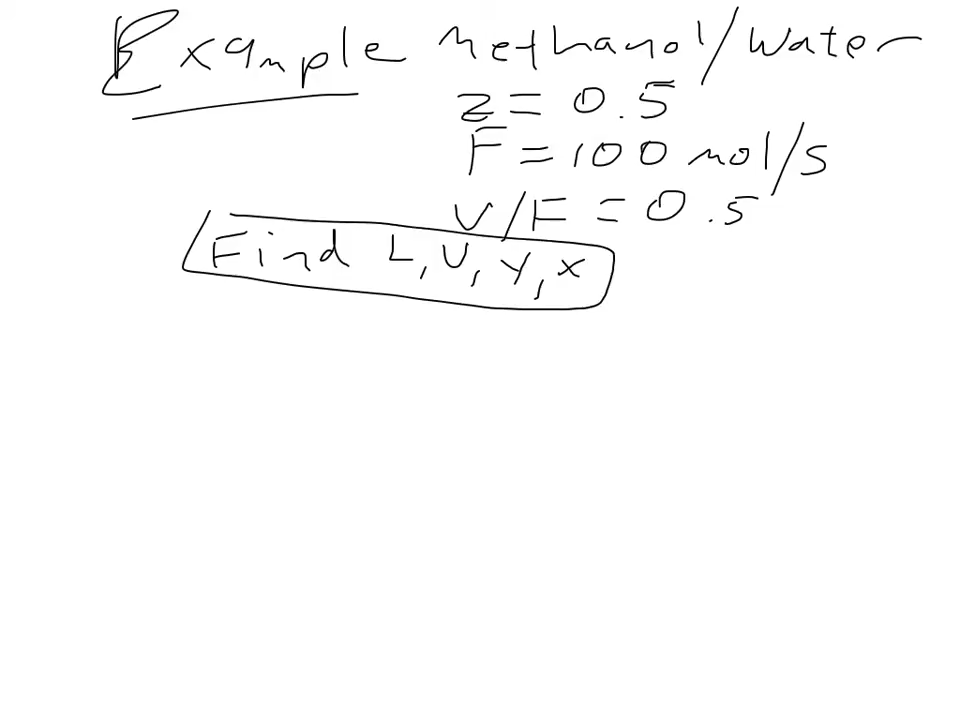 Example methanol/water
z = 0.5
F = 100 mol/s
V/F = 0.5
Find L, V, y, x